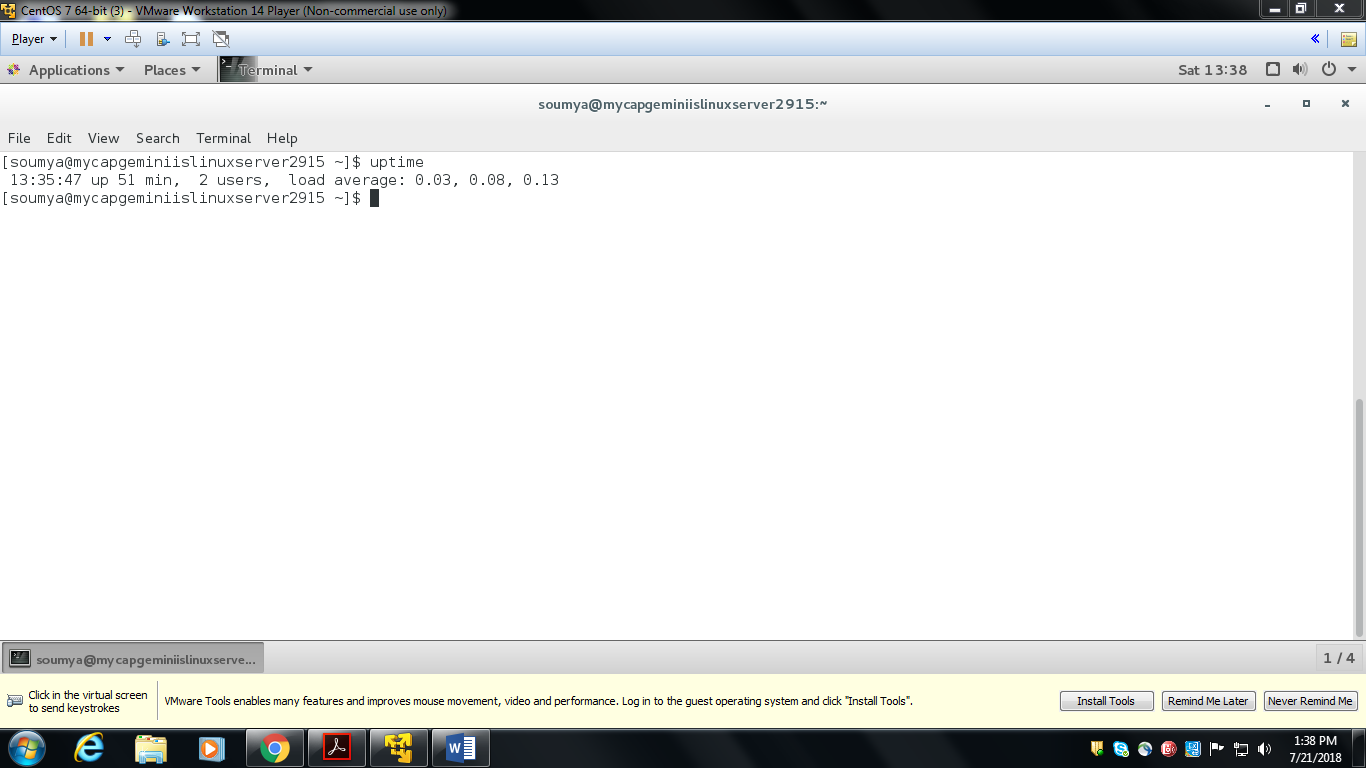 CentOS 7 64-bit (3) - VMware Workstation 14 Player (Non-commercial use only)
Player
Applications Places Terminal Sat 13:38
soumya@mycapgeminiislinuxserver2915:~
File Edit View Search Terminal Help
[soumya@mycapgeminiislinuxserver2915 ~]$ uptime
13:35:47 up 51 min, 2 users, load average: 0.03, 0.08, 0.13
[soumya@mycapgeminiislinuxserver2915 ~]$
soumya@mycapgeminiislinuxserve... 1 / 4
Click in the virtual screen
to send keystrokes
VMware Tools enables many features and improves mouse movement, video and performance. Log in to the guest operating system and click "Install Tools".
Install Tools Remind Me Later Never Remind Me
1:38 PM
7/21/2018